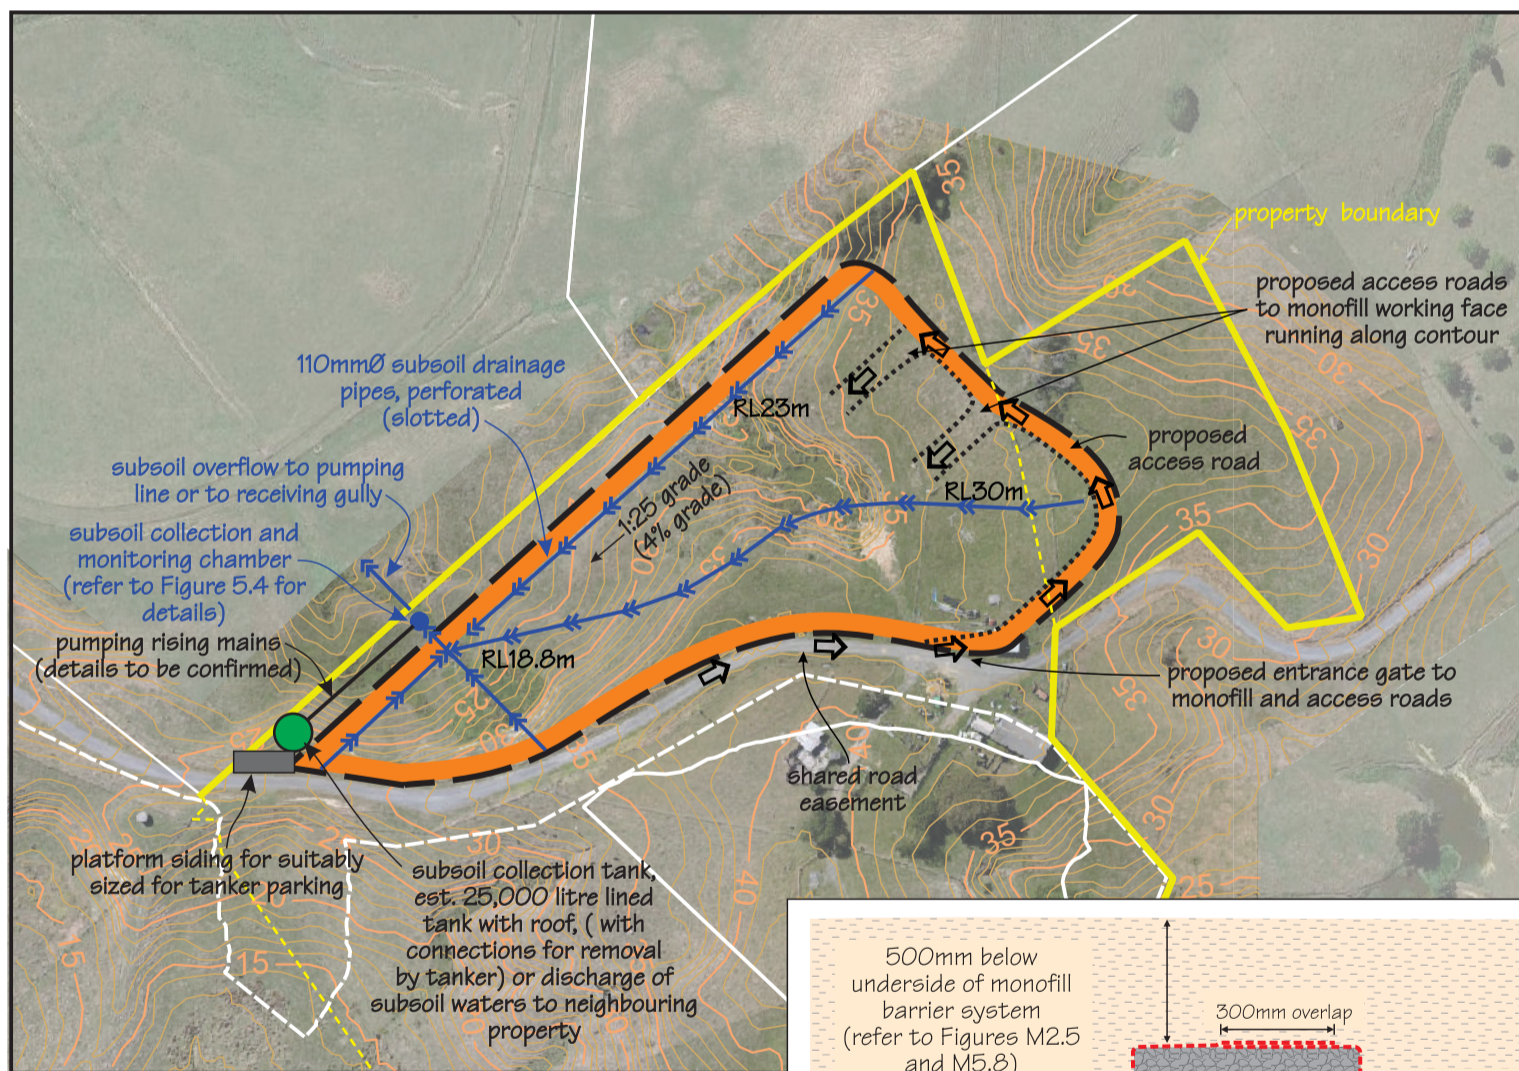 35
property boundary
30
proposed access roads
to monofill working face
running along contour
35
30
35
110mmØ subsoil drainage
pipes, perforated
(slotted)
RL23m
proposed
access road
35
subsoil overflow to pumping
line or to receiving gully
1:25 grade
(4% grade)
RL30m
35
30
subsoil collection and
monitoring chamber
(refer to Figure 5.4 for
details)
pumping rising mains
(details to be confirmed)
RL18.8m
30
proposed entrance gate to
monofill and access roads
35
25
30
35
40
shared road
easement
30
35
30
platform siding for suitably
sized for tanker parking
subsoil collection tank,
est. 25,000 litre lined
tank with roof, ( with
connections for removal
by tanker) or discharge of
subsoil waters to neighbouring
property
40
25
15
15
500mm below
underside of monofill
barrier system
(refer to Figures M2.5
and M5.8)
300mm overlap